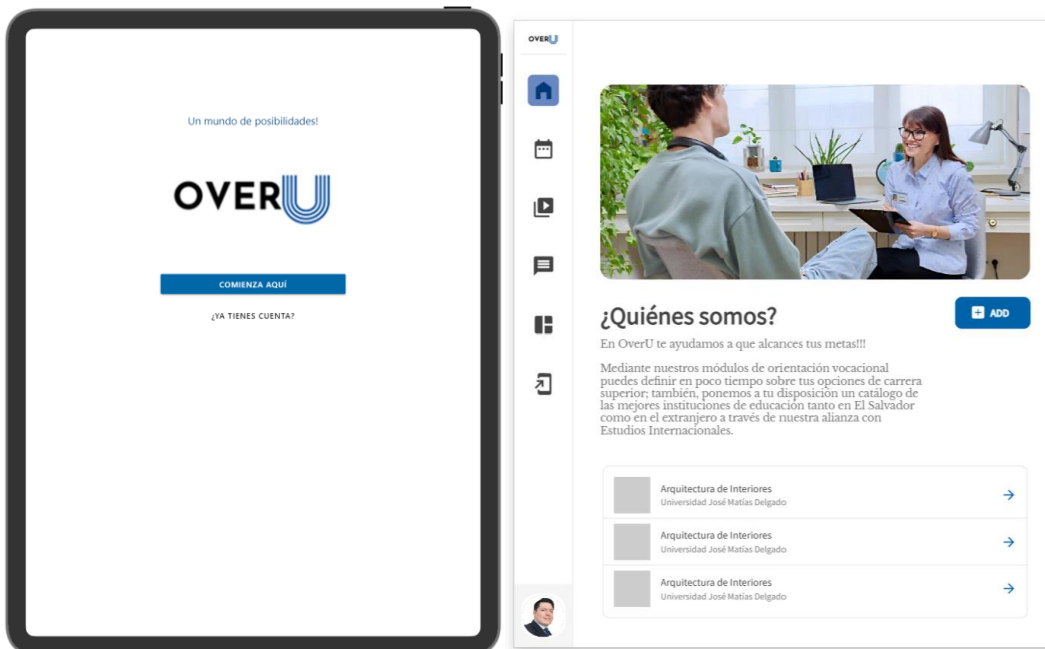 Un mundo de posibilidades!
OVERU
COMIENZA AQUÍ
¿YA TIENES CUENTA?
OVERU
¿Quiénes somos?
ADD
En OverU te ayudamos a que alcances tus metas!!!
Mediante nuestros módulos de orientación vocacional
puedes definir en poco tiempo sobre tus opciones de carrera
superior; también, ponemos a tu disposición un catálogo de
las mejores instituciones de educación tanto en El Salvador
como en el extranjero a través de nuestra alianza con
Estudios Internacionales.
Arquitectura de Interiores
Universidad José Matías Delgado
Arquitectura de Interiores
Universidad José Matías Delgado
Arquitectura de Interiores
Universidad José Matías Delgado